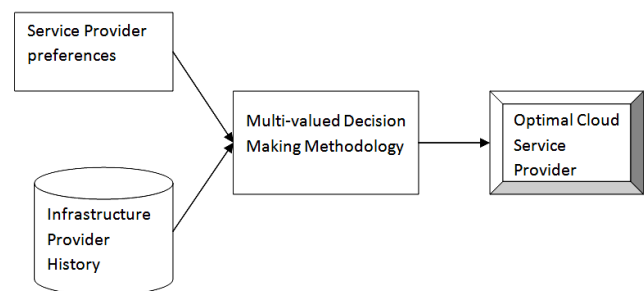 Service Provider
preferences
Infrastructure
Provider
History
Multi-valued Decision
Making Methodology
Optimal Cloud
Service
Provider